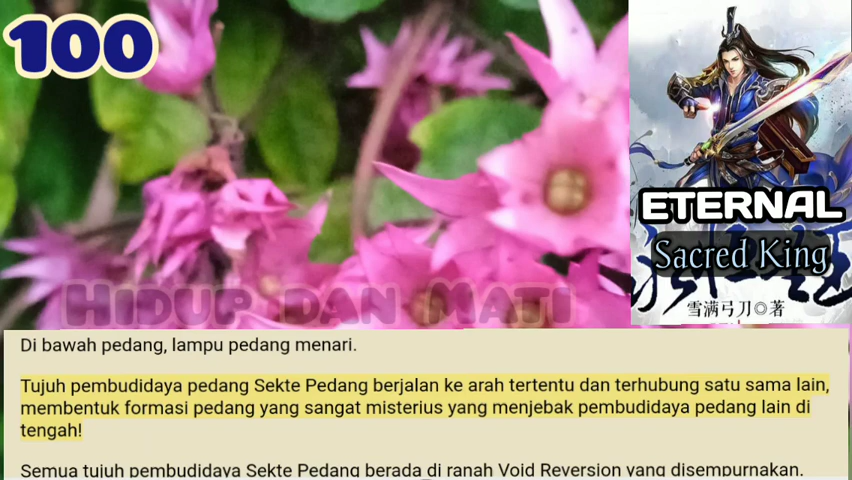 100
ETERNAL
Sacred King
雪满弓刀◎著
HIDUP DAN MATI
Di bawah pedang, lampu pedang menari.
Tujuh pembudidaya pedang Sekte Pedang berjalan ke arah tertentu dan terhubung satu sama lain,
membentuk formasi pedang yang sangat misterius yang menjebak pembudidaya pedang lain di
tengah!
Semua tujuh pembudidaya Sekte Pedang berada di ranah Void Reversion yang disempurnakan.